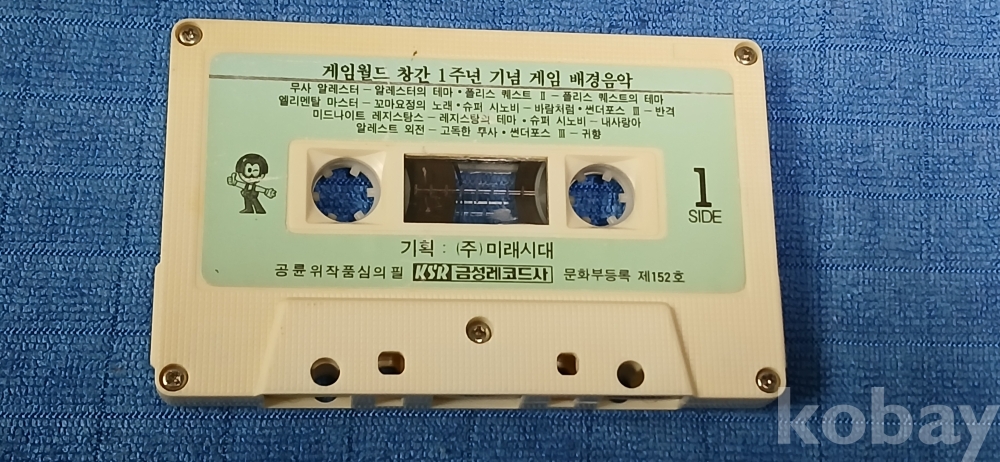 게임월드 창간 1주년 기념 게임 배경음악
무사 알레스터 - 알레스터의 테마 • 폴리스 퀘스트 Ⅱ - 폴리스 퀘스트의 테마
엘리멘탈 마스터 - 꼬마요정의 노래 • 슈퍼 시노비 - 바람처럼 • 썬더포스 Ⅲ - 반격
미드나이트 레지스탕스 - 레지스탕의 테마 • 슈퍼 시노비 - 내사랑아
알레스트 외전 - 고독한 무사 • 썬더포스 Ⅲ - 귀향
1
SIDE
기획 : (주) 미래시대
공륜위작품심의필 KSR 금성레코드사 문화부등록 제152호
kobay